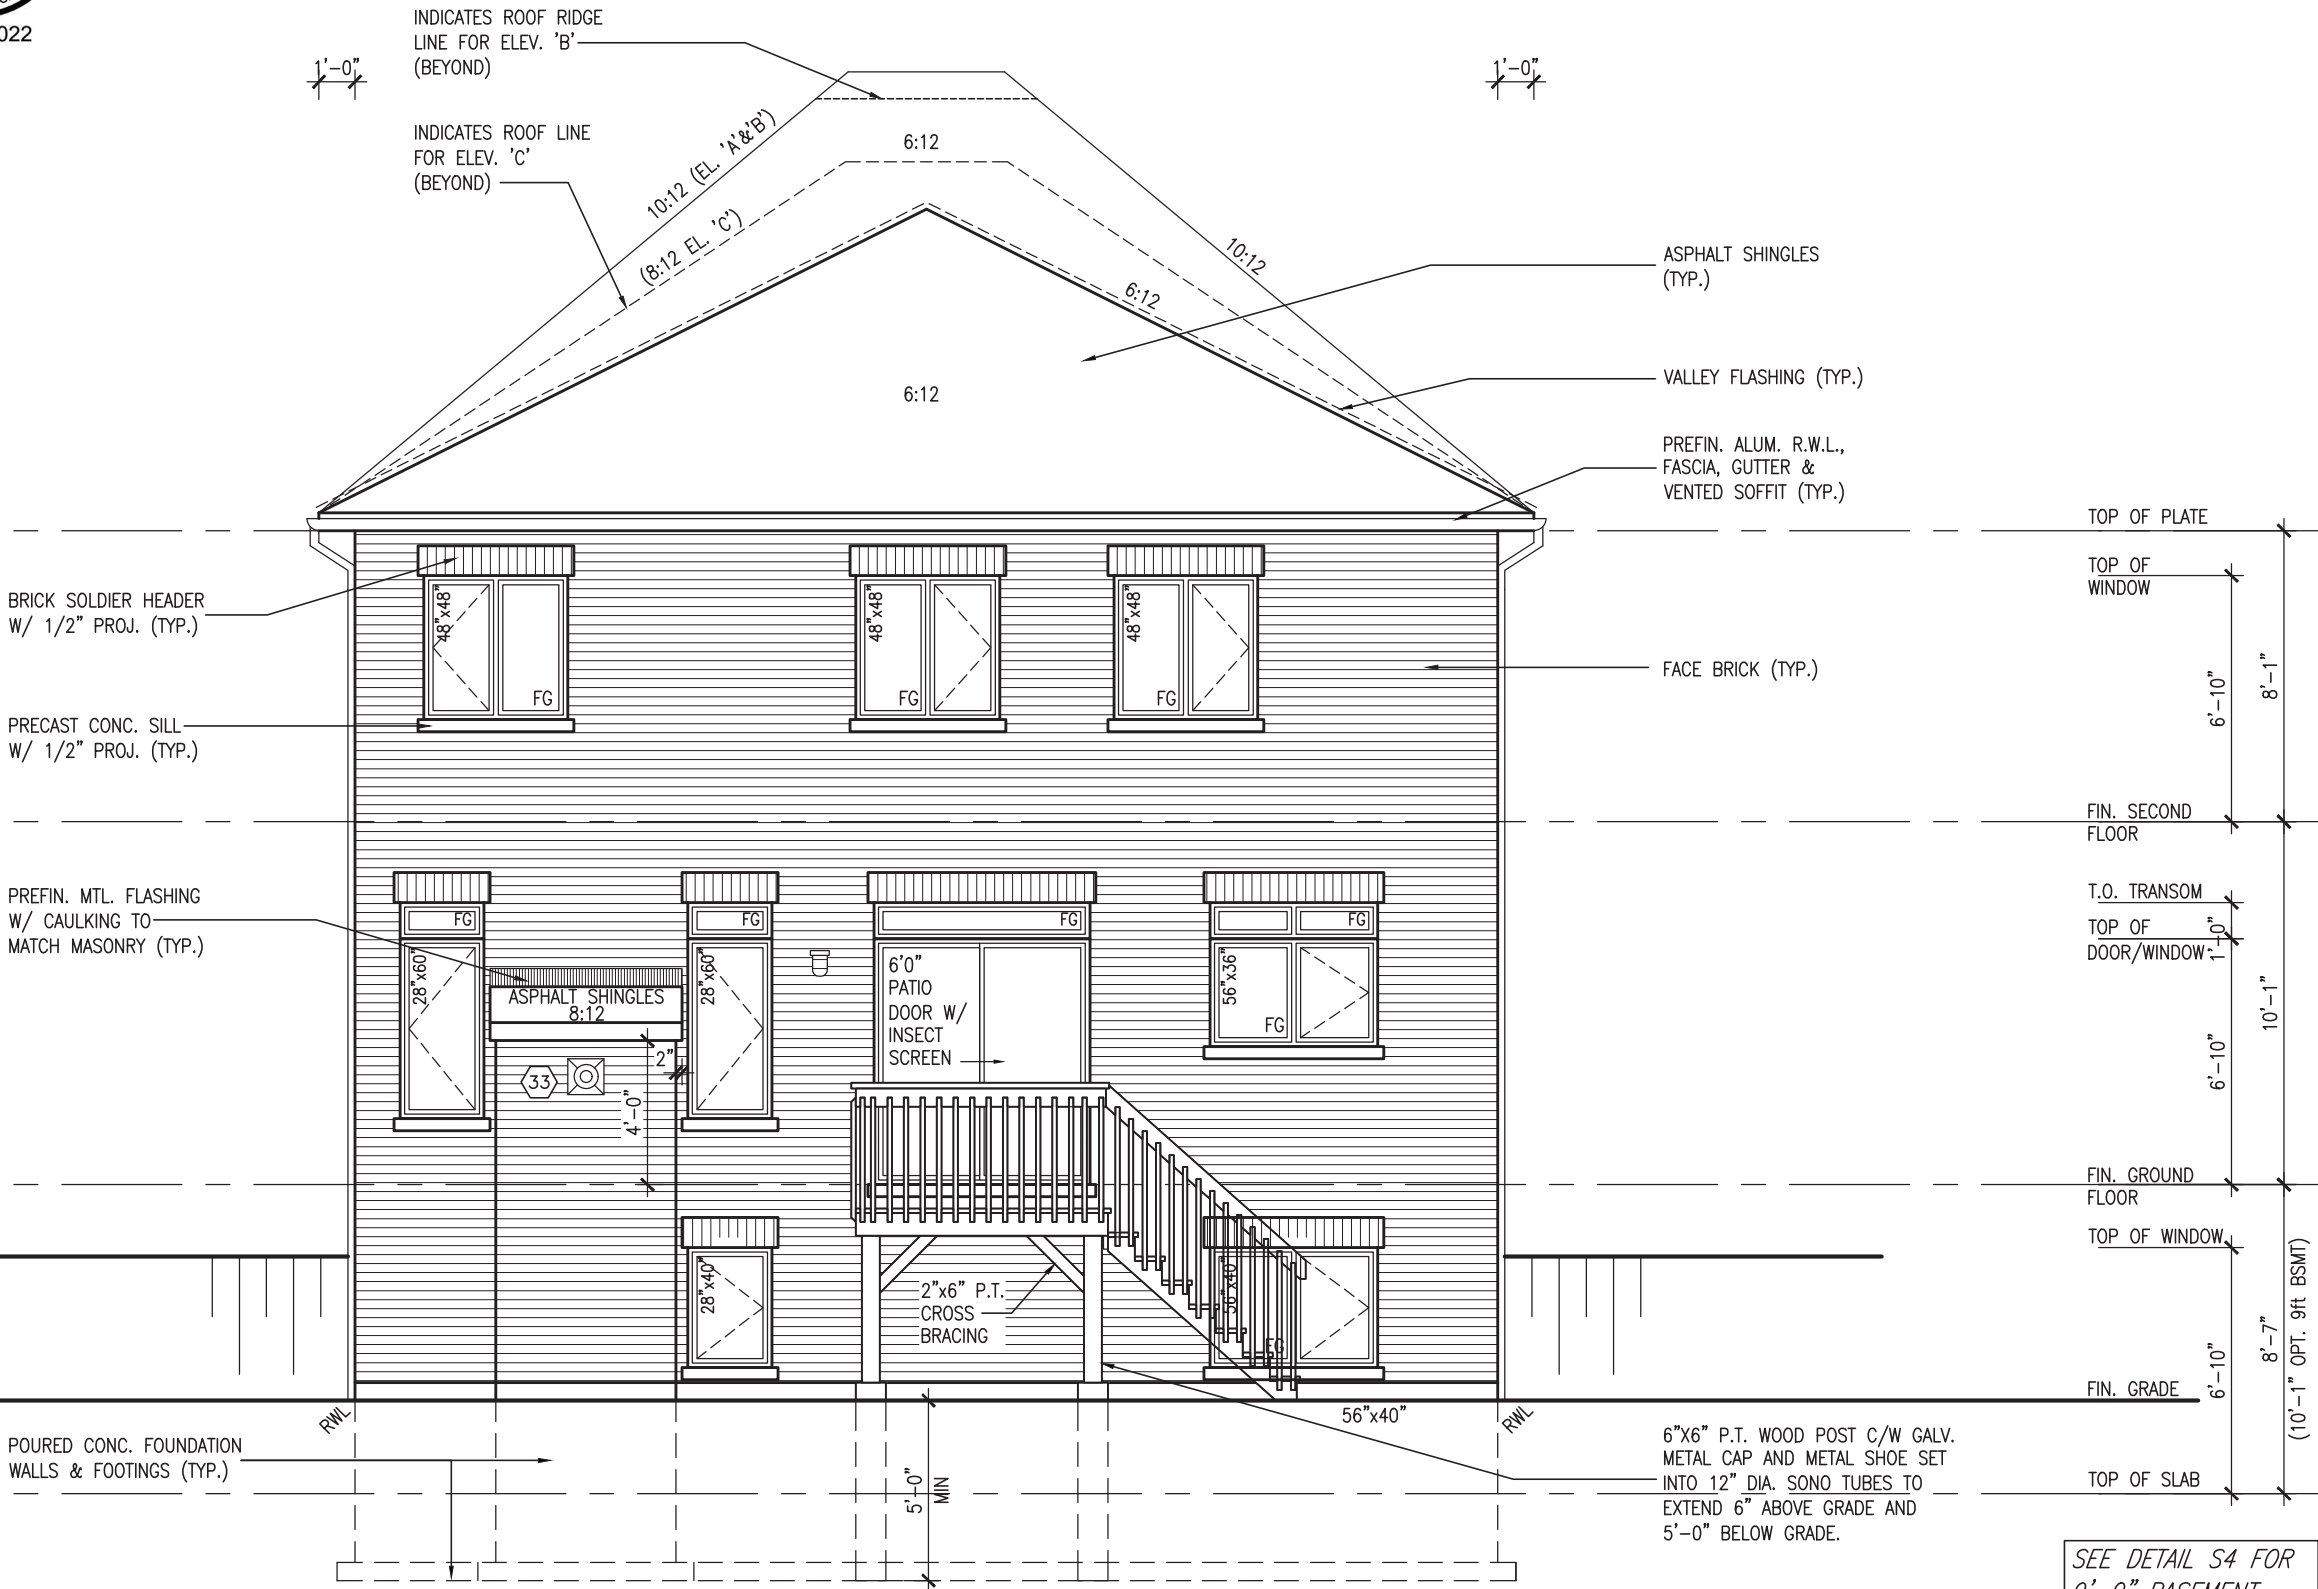 022
INDICATES ROOF RIDGE
LINE FOR ELEV. 'B'
(BEYOND)
1'-0"
1'-0"
INDICATES ROOF LINE
FOR ELEV. 'C'
(BEYOND)
10:12 (EL. 'A'&'B')
(8:12 EL. 'C')
6:12
10:12
6:12
6:12
ASPHALT SHINGLES
(TYP.)
VALLEY FLASHING (TYP.)
PREFIN. ALUM. R.W.L.,
FASCIA, GUTTER &
VENTED SOFFIT (TYP.)
TOP OF PLATE
TOP OF
WINDOW
BRICK SOLDIER HEADER
W/ 1/2" PROJ. (TYP.)
48"x48"
FG
48"x48"
FG
48"x48"
FG
FACE BRICK (TYP.)
6'-10"
8'-1"
PRECAST CONC. SILL
W/ 1/2" PROJ. (TYP.)
FIN. SECOND
FLOOR
PREFIN. MTL. FLASHING
W/ CAULKING TO
MATCH MASONRY (TYP.)
FG
28"x60"
ASPHALT SHINGLES
8:12
FG
28"x60"
FG
6'0"
PATIO
DOOR W/
INSECT
SCREEN
FG
56"x36"
FG
T.O. TRANSOM
TOP OF
DOOR/WINDOW
1'-0"
10'-1"
6'-10"
33
2"
4'-0"
FIN. GROUND
FLOOR
TOP OF WINDOW
28"x40"
2"x6" P.T.
CROSS
BRACING
56"x40"
FG
6'-10"
8'-7"
(10'-1" OPT. 9ft BSMT)
FIN. GRADE
RWL
56"x40"
RWL
POURED CONC. FOUNDATION
WALLS & FOOTINGS (TYP.)
5'-0"
MIN
6"X6" P.T. WOOD POST C/W GALV.
METAL CAP AND METAL SHOE SET
INTO 12" DIA. SONO TUBES TO
EXTEND 6" ABOVE GRADE AND
5'-0" BELOW GRADE.
TOP OF SLAB
SEE DETAIL S4 FOR
BASEMENT